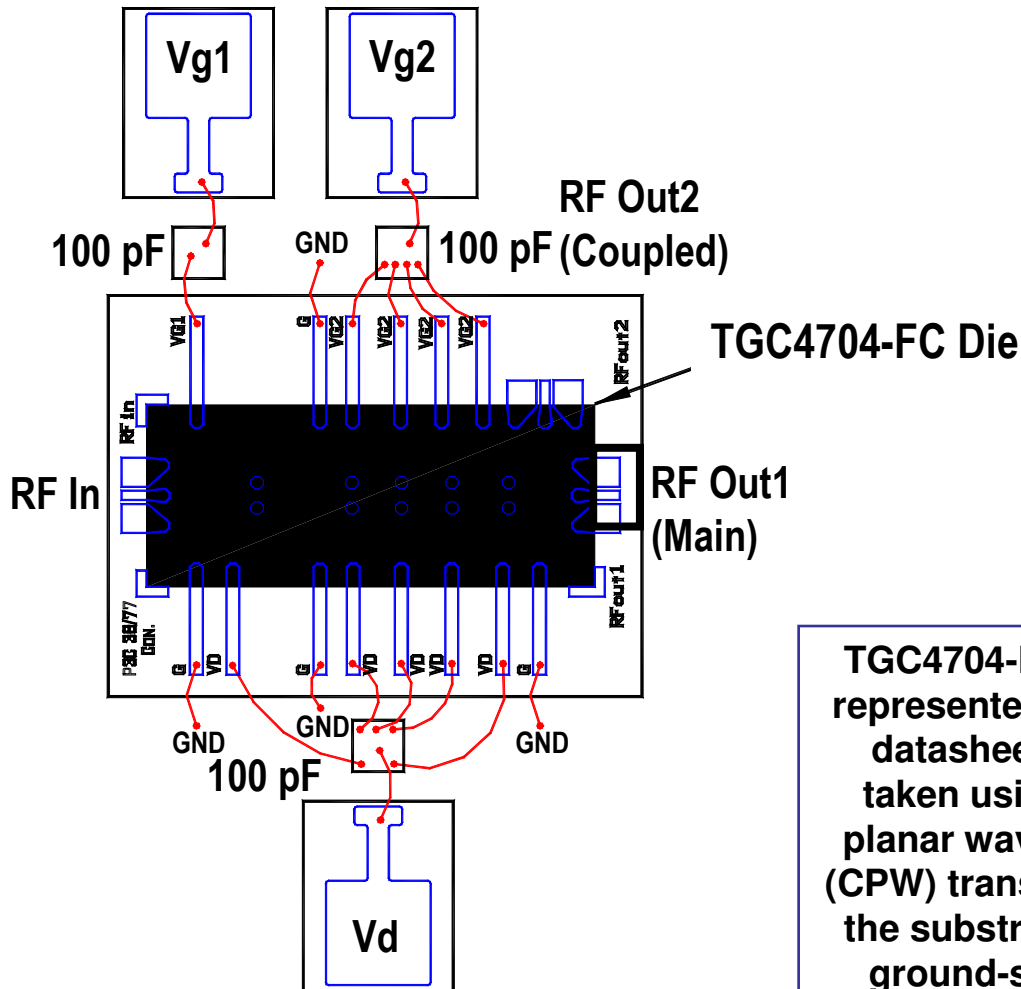 Vg1
Vg2
RF Out2
(Coupled)
100 pF
GND
100 pF
VG1
G
VG2
VG2
VG2
VG2
RFout2
TGC4704-FC Die
RF in
RF In
RF Out1
(Main)
RFout1
G
VD
G
VD
VD
VD
VD
G
GND
GND
GND
100 pF
Vd
represente
datashee
taken usi
planar wav
(CPW) trans
the substr
ground-s